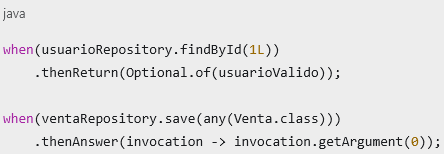 java
when(usuarioRepository.findById(1L))
.thenReturn(Optional.of(usuarioValido));
when(ventaRepository.save(any(Venta.class)))
.thenAnswer(invocation -> invocation.getArgument(0));